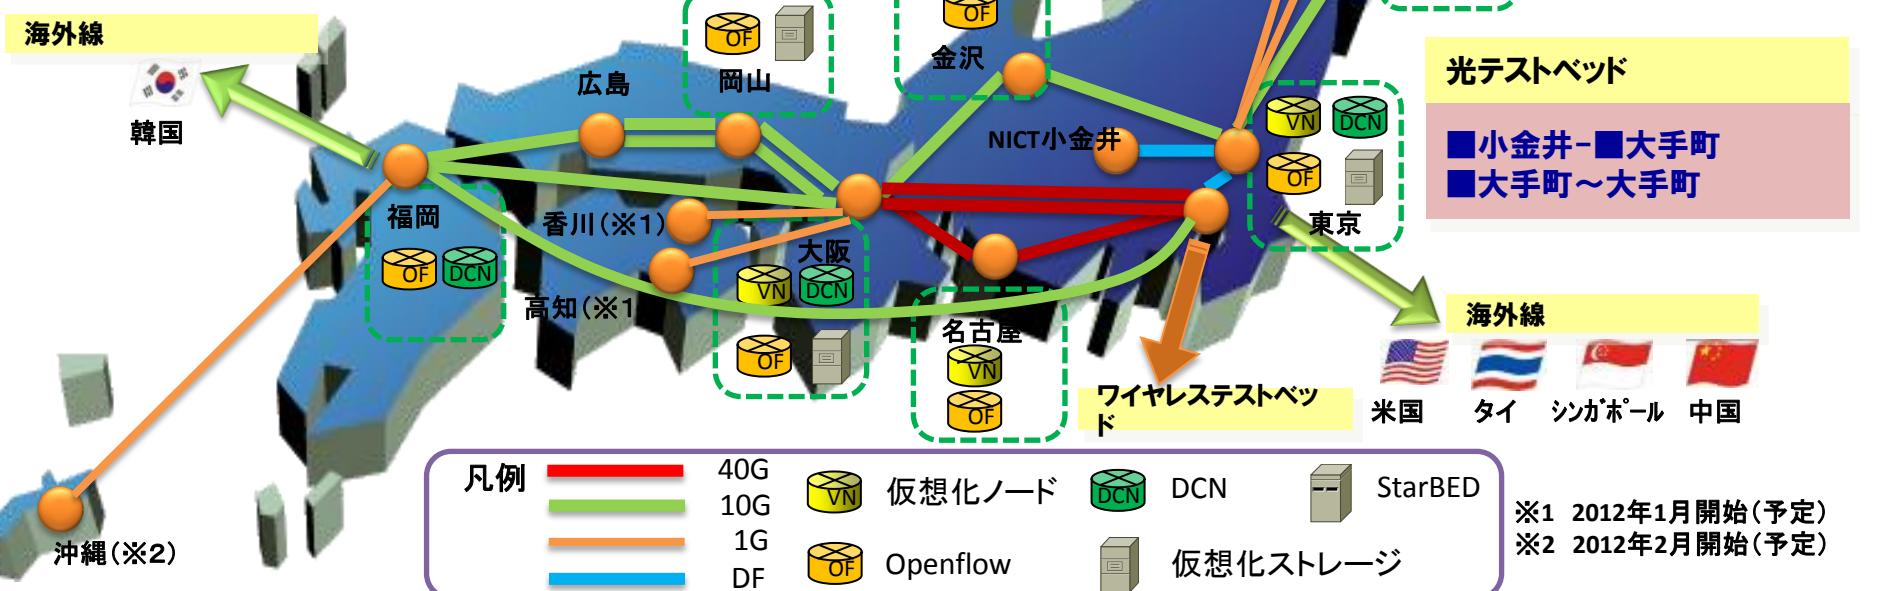 海外線
韓国
広島
OF
岡山
OF
金沢
NICT小金井
VN
DCN
OF
東京
光テストベッド
■小金井-■大手町
■大手町～大手町
福岡
OF
DCN
香川(※1)
高知(※1
大阪
VN
DCN
OF
名古屋
VN
OF
ワイヤレステストベッ
ド
海外線
米国
タイ
ｼﾝｶﾞﾎﾟｰﾙ
中国
沖縄(※2)
凡例
40G
10G
1G
DF
VN
仮想化ノード
DCN
DCN
StarBED
OF
Openflow
仮想化ストレージ
※1 2012年1月開始(予定)
※2 2012年2月開始(予定)